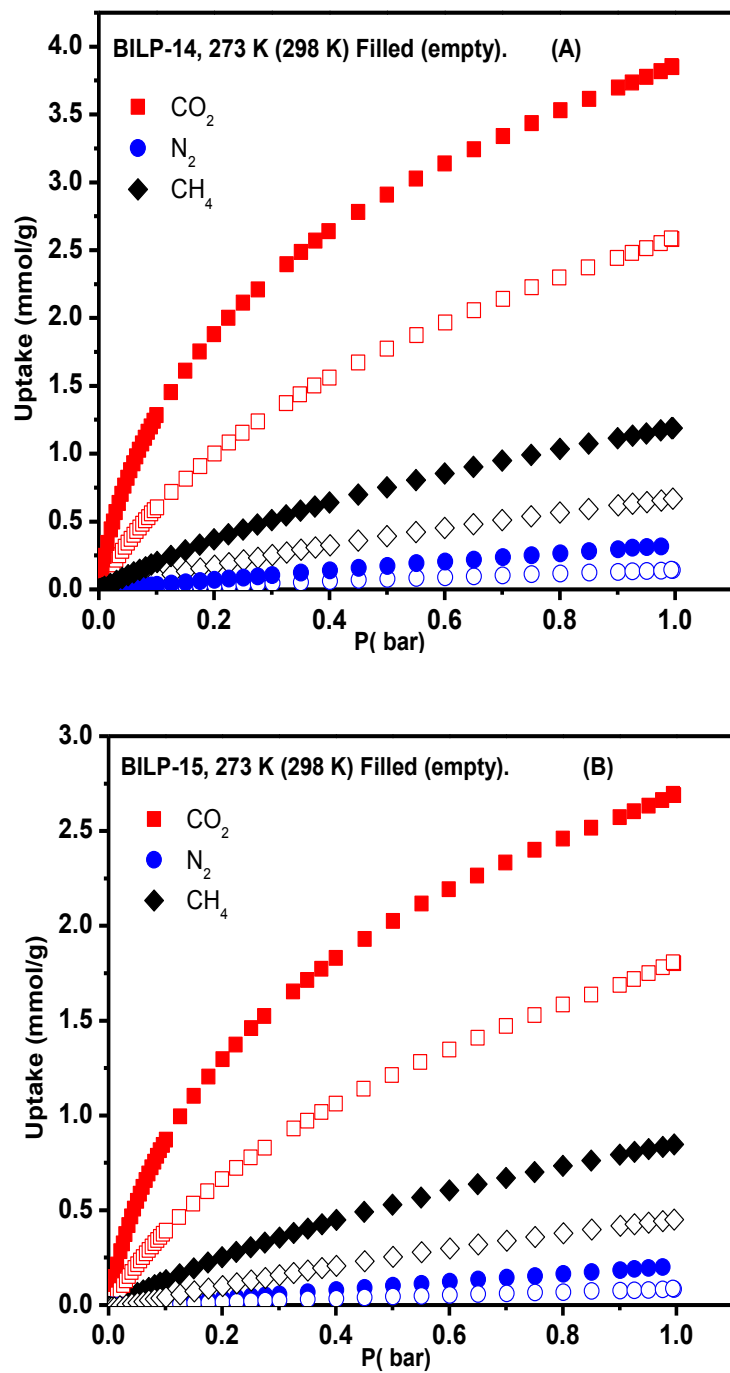 BILP-14, 273 K (298 K) Filled (empty). (A)
CO2
N2
CH4
Uptake (mmol/g)
4.0
3.5
3.0
2.5
2.0
1.5
1.0
0.5
0.0
0.0 0.2 0.4 0.6 0.8 1.0
P( bar)
BILP-15, 273 K (298 K) Filled (empty). (B)
CO2
N2
CH4
Uptake (mmol/g)
3.0
2.5
2.0
1.5
1.0
0.5
0.0
0.0 0.2 0.4 0.6 0.8 1.0
P( bar)